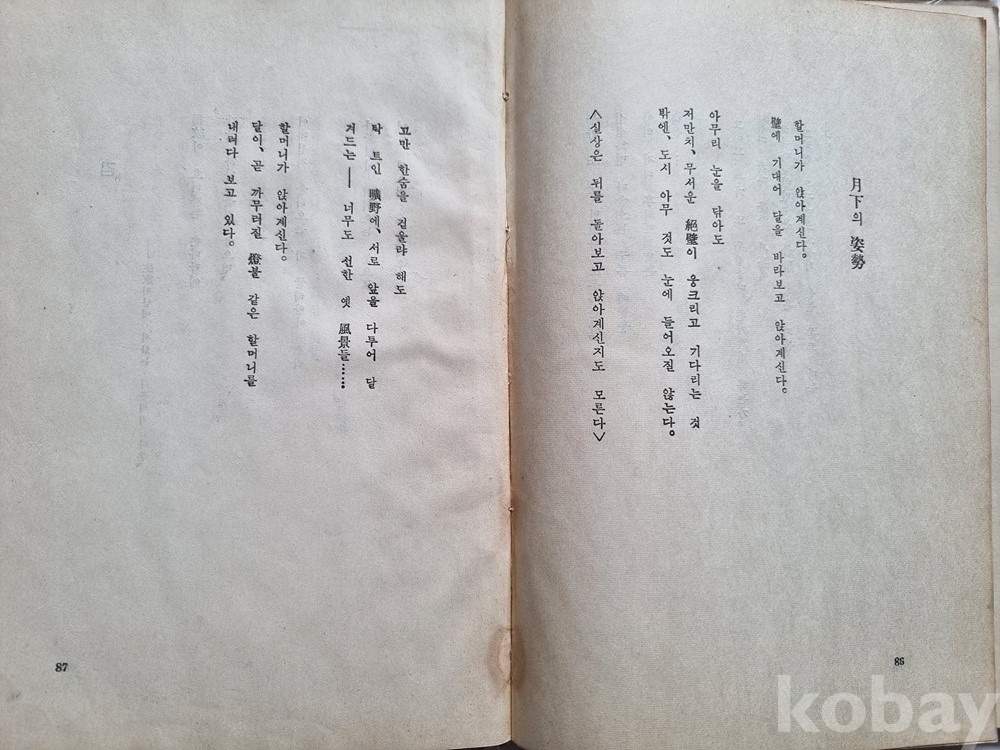 月下의 姿勢
할머니가 앉아계신다。
壁에 기대어 달을 바라보고 앉아계신다。
아무리 눈을 닦아도
저만치、무서운 絕壁이 웅크리고 기다리는 것
밖엔、도시 아무 것도 눈에 들어오질 않는다。
<실상은 뒤를 돌아보고 앉아계신지도 모른다>
86
고만 한숨을 걷울랴 해도
탁 트인 曠野에、서로 앞을 다투어 달
겨드는── 너무도 선한 옛 風景들……
할머니가 앉아계신다。
달이、곧 까무러질 燈불 같은 할머니를
내려다 보고 있다。
87
kobay